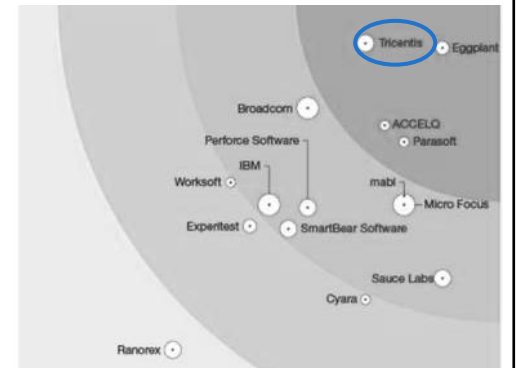 Tricentis
Eggplant
Broadcom
ACCELQ
Perforce Software
Parasoft
IBM
Worksoft
mabl
Micro Focus
Experitest
SmartBear Software
Sauce Labs
Cyara
Ranorex